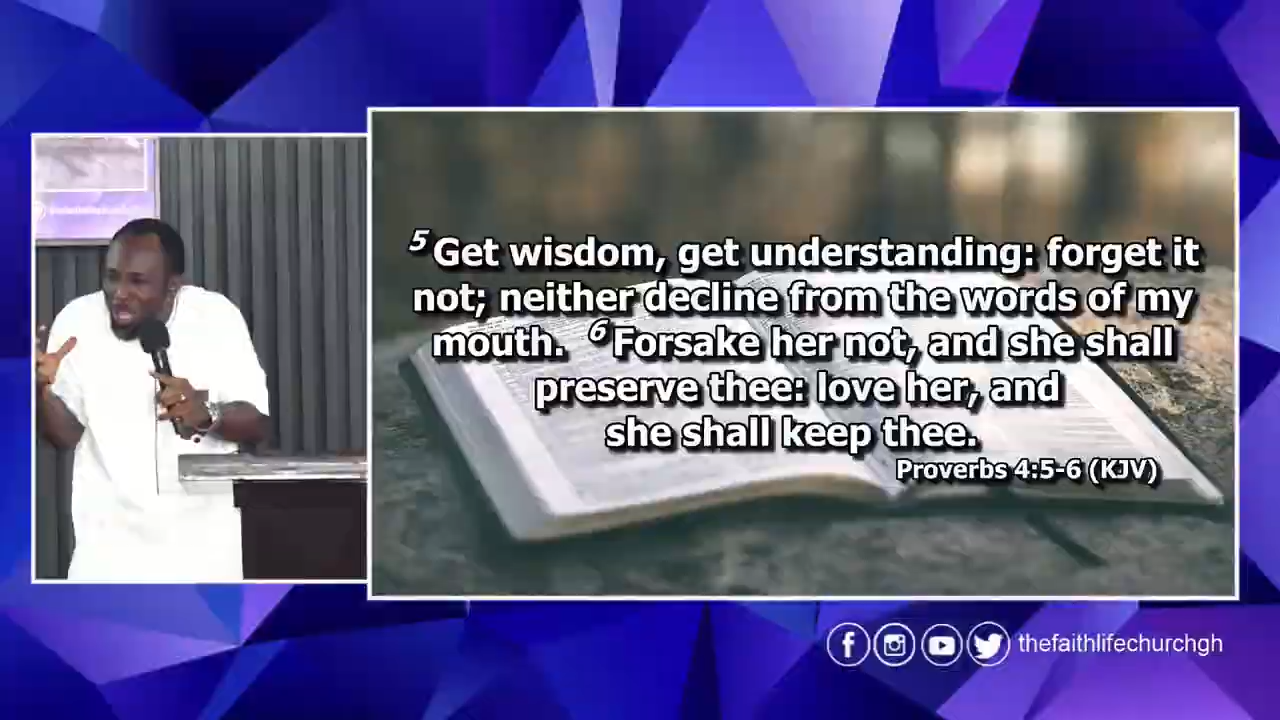 5 Get wisdom, get understanding: forget it
not; neither decline from the words of my
mouth. 6 Forsake her not, and she shall
preserve thee: love her, and
she shall keep thee.
Proverbs 4:5-6 (KJV)
thefaithlifechurchgh